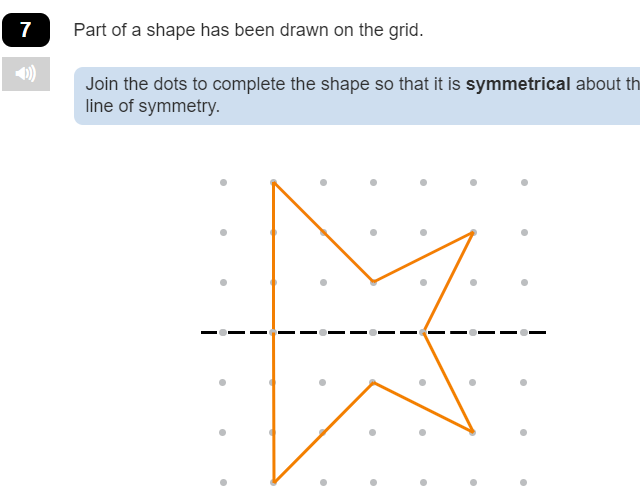 7
Part of a shape has been drawn on the grid.
Join the dots to complete the shape so that it is symmetrical about
line of symmetry.